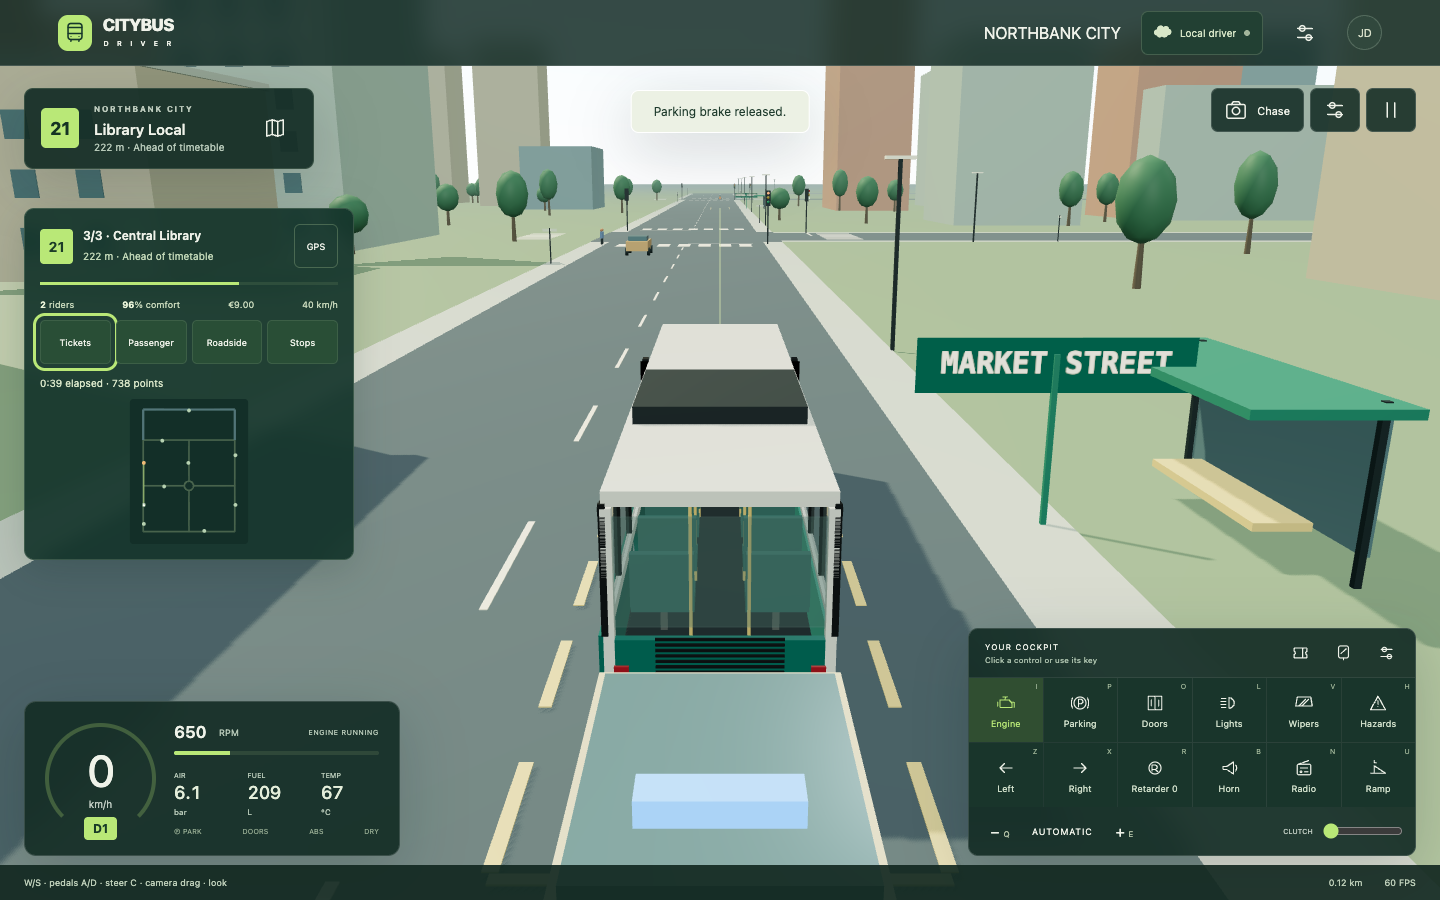 CITYBUS
DRIVER
NORTHBANK CITY
Local driver
JD
21
NORTHBANK CITY
Library Local
222 m · Ahead of timetable
Parking brake released.
Chase
21
3/3 · Central Library
222 m · Ahead of timetable
GPS
2 riders
96% comfort
€9.00
40 km/h
Tickets
Passenger
Roadside
Stops
0:39 elapsed · 738 points
MARKET STREET
0
km/h
D1
650 RPM
ENGINE RUNNING
AIR
6.1
bar
FUEL
209
L
TEMP
67
°C
Ⓟ PARK
DOORS
ABS
DRY
YOUR COCKPIT
Click a control or use its key
I
Engine
P
Parking
O
Doors
L
Lights
V
Wipers
H
Hazards
Z
Left
X
Right
R
Retarder 0
B
Horn
N
Radio
U
Ramp
− Q
AUTOMATIC
+ E
CLUTCH
W/S · pedals A/D · steer C · camera drag · look
0.12 km
60 FPS